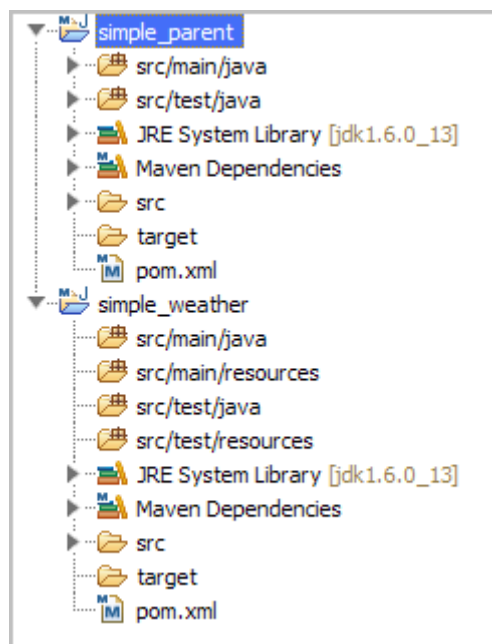 simple_parent
src/main/java
src/test/java
JRE System Library [jdk1.6.0_13]
Maven Dependencies
src
target
pom.xml
simple_weather
src/main/java
src/main/resources
src/test/java
src/test/resources
JRE System Library [jdk1.6.0_13]
Maven Dependencies
src
target
pom.xml